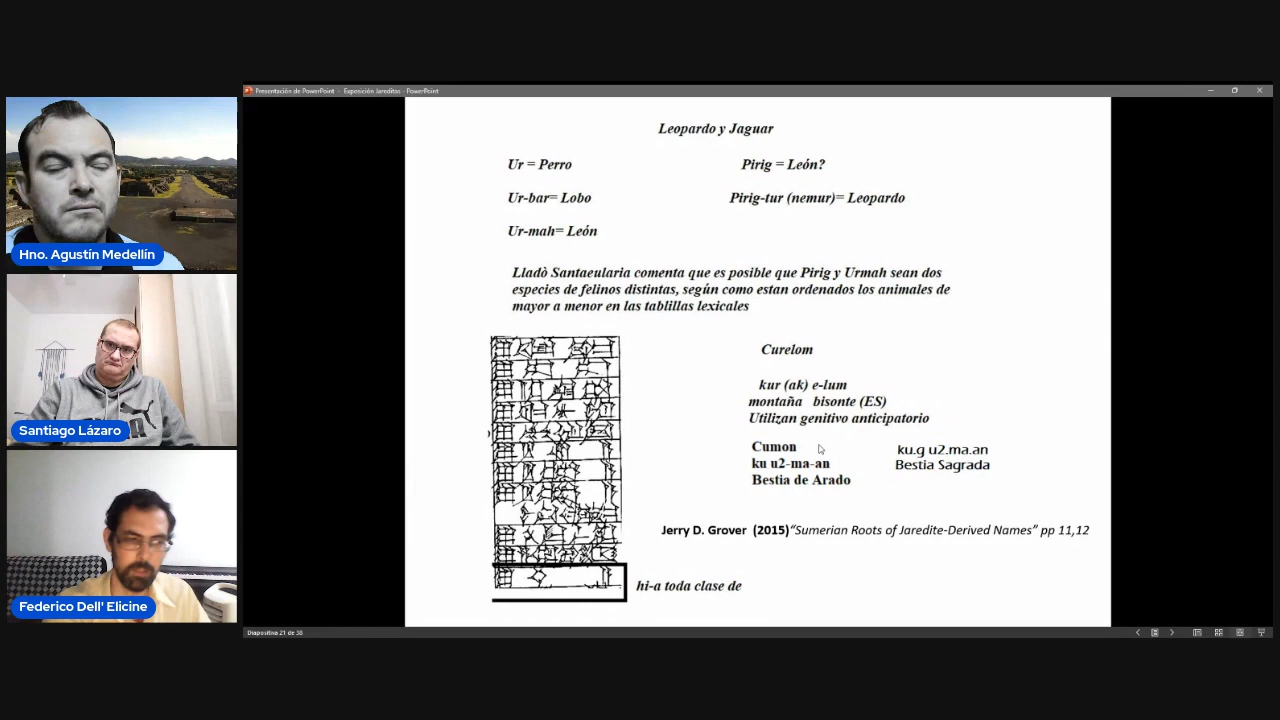 Presentación de PowerPoint - Exposición Jareditas - PowerPoint
Leopardo y Jaguar
Ur = Perro
Pirig = León?
Ur-bar= Lobo
Pirig-tur (nemur)= Leopardo
Ur-mah= León
Lladò Santaeularia comenta que es posible que Pirig y Urmah sean dos
especies de felinos distintas, según como estan ordenados los animales de
mayor a menor en las tablillas lexicales
Curelom
kur (ak) e-lum
montaña bisonte (ES)
Utilizan genitivo anticipatorio
Cumon
ku u2-ma-an
Bestia de Arado
ku.g u2.ma.an
Bestia Sagrada
Jerry D. Grover (2015)“Sumerian Roots of Jaredite-Derived Names” pp 11,12
hi-a toda clase de
Diapositiva 21 de 38
Hno. Agustín Medellín
Santiago Lázaro
Federico Dell' Elicine